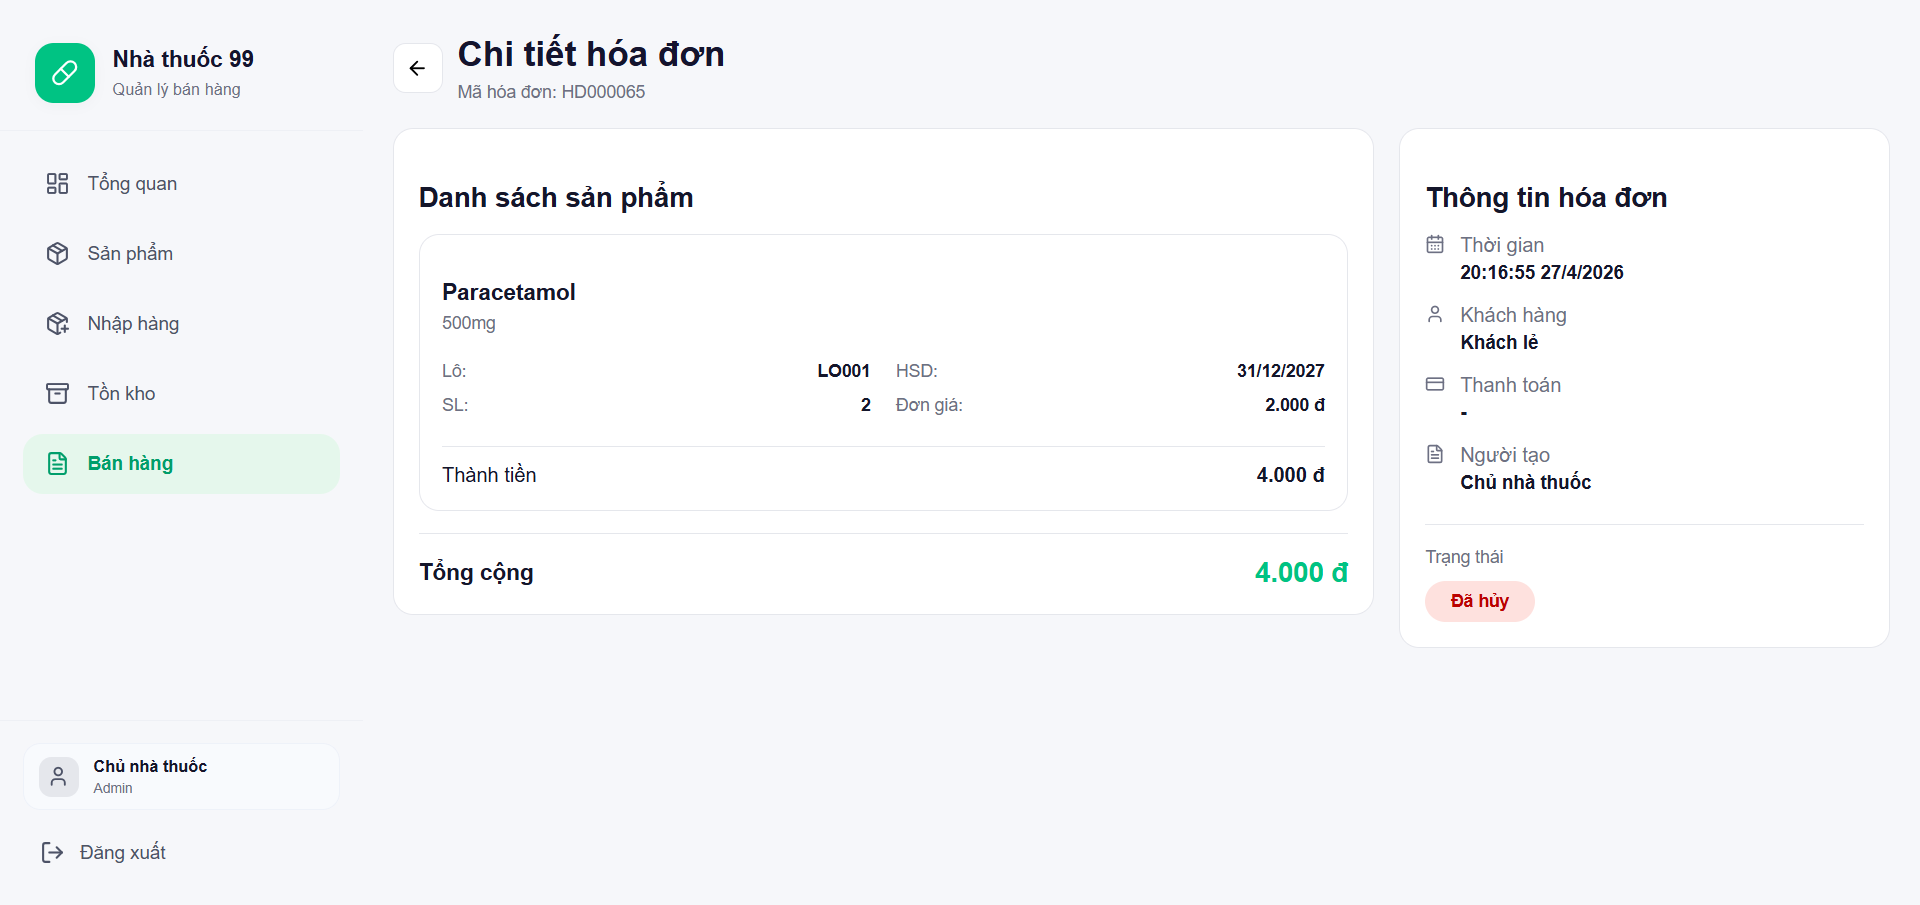 Nhà thuốc 99
Quản lý bán hàng
Tổng quan
Sản phẩm
Nhập hàng
Tồn kho
Bán hàng
Chủ nhà thuốc
Admin
Đăng xuất
Chi tiết hóa đơn
Mã hóa đơn: HD000065
Danh sách sản phẩm
Paracetamol
500mg
Lô: LO001 HSD: 31/12/2027
SL: 2 Đơn giá: 2.000 đ
Thành tiền 4.000 đ
Tổng cộng 4.000 đ
Thông tin hóa đơn
Thời gian
20:16:55 27/4/2026
Khách hàng
Khách lẻ
Thanh toán
-
Người tạo
Chủ nhà thuốc
Trạng thái
Đã hủy